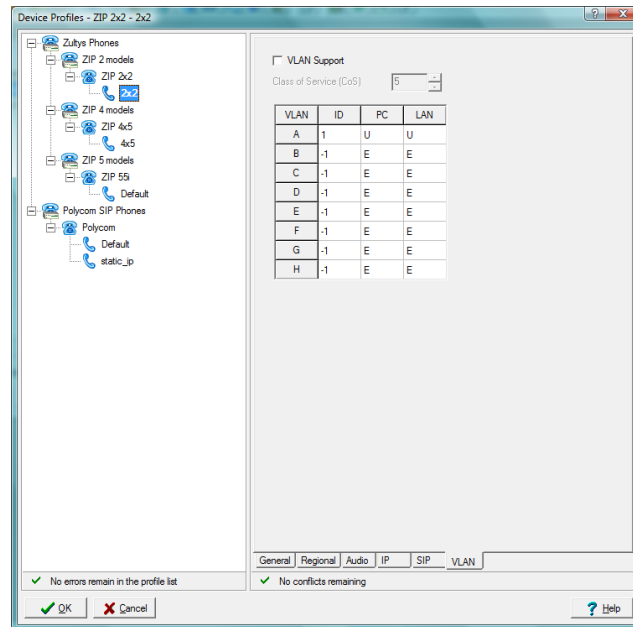 Device Profiles - ZIP 2x2 - 2x2
Zultys Phones
ZIP 2 models
ZIP 2x2
2x2
ZIP 4 models
ZIP 4x5
4x5
ZIP 5 models
ZIP 55i
Default
Polycom SIP Phones
Polycom
Default
static_ip
No errors remain in the profile list
VLAN Support
Class of Service (CoS) 5
VLAN ID PC LAN
A 1 U U
B -1 E E
C -1 E E
D -1 E E
E -1 E E
F -1 E E
G -1 E E
H -1 E E
General Regional Audio IP SIP VLAN
No conflicts remaining
OK Cancel ? Help